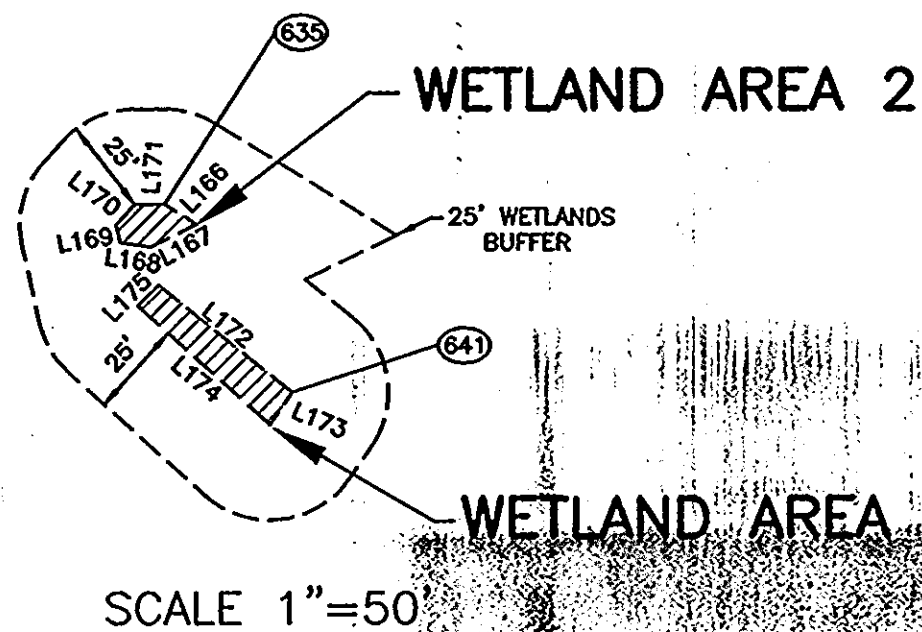 635
WETLAND AREA 2
25'
L171
L166
L170
25' WETLANDS
BUFFER
L169
L168
L167
L175
L172
641
25'
L174
L173
WETLAND AREA
SCALE 1"=50'